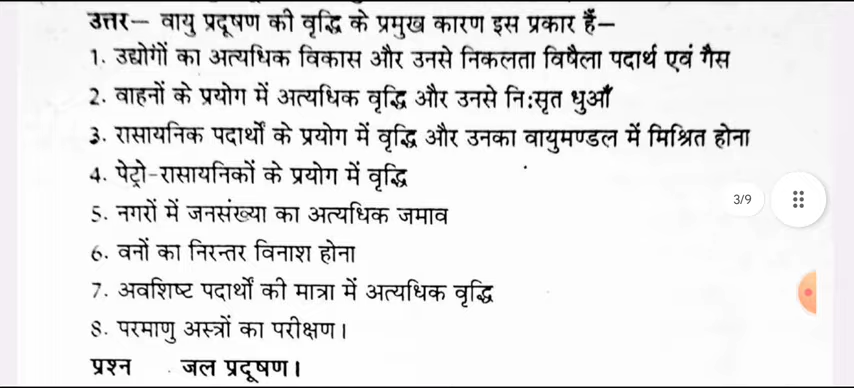 उत्तर— वायु प्रदूषण की वृद्धि के प्रमुख कारण इस प्रकार हैं—
1. उद्योगों का अत्यधिक विकास और उनसे निकलता विषैला पदार्थ एवं गैस
2. वाहनों के प्रयोग में अत्यधिक वृद्धि और उनसे नि:सृत धुआँ
3. रासायनिक पदार्थों के प्रयोग में वृद्धि और उनका वायुमण्डल में मिश्रित होना
4. पेट्रो-रासायनिकों के प्रयोग में वृद्धि
3/9
5. नगरों में जनसंख्या का अत्यधिक जमाव
6. वनों का निरन्तर विनाश होना
7. अवशिष्ट पदार्थों की मात्रा में अत्यधिक वृद्धि
8. परमाणु अस्त्रों का परीक्षण।
प्रश्न जल प्रदूषण।